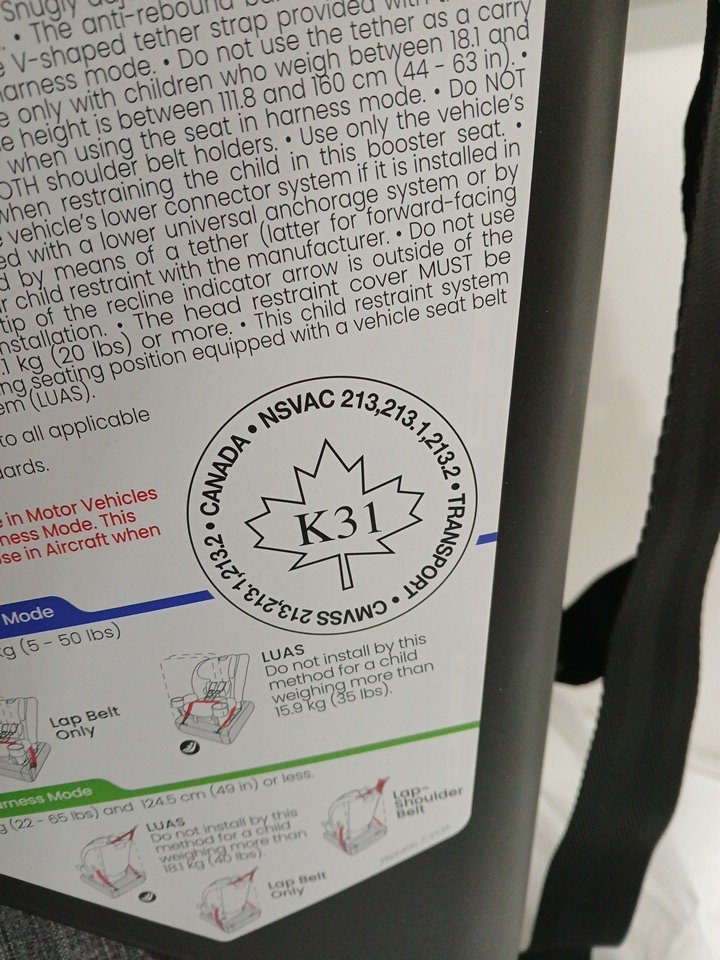 Snugly
• The anti-rebound
V-shaped tether strap provided
harness mode. • Do not use the tether as a carry
only with children who weigh between 18.1 and
height is between 111.8 and 160 cm (44 - 63 in). •
when using the seat in harness mode. • Do NOT
shoulder belt holders. • Use only the vehicle's
when restraining the child in this booster seat. •
vehicle's lower connector system if it is installed in
ed with a lower universal anchorage system or by
d by means of a tether (latter for forward-facing
r child restraint with the manufacturer. • Do not use
tip of the recline indicator arrow is outside of the
nstallation. • The head restraint cover MUST be
.1 kg (20 lbs) or more. • This child restraint system
ng seating position equipped with a vehicle seat belt
em (LUAS).
to all applicable
dards.
e in Motor Vehicles
rness Mode. This
se in Aircraft when
• CANADA • NSVAC 213,213.1,213.2 • TRANSPORT • CMVSS 213,213.1,213.2
K31
Mode
kg (5 - 50 lbs)
Lap Belt
Only
LUAS
Do not install by this
method for a child
weighing more than
15.9 kg (35 lbs).
rness Mode
g (22 - 65 lbs) and 124.5 cm (49 in) or less.
LUAS
Do not install by this
method for a child
weighing more than
18.1 kg (40 lbs).
Lap Belt
Only
Lap-
Shoulder
Belt